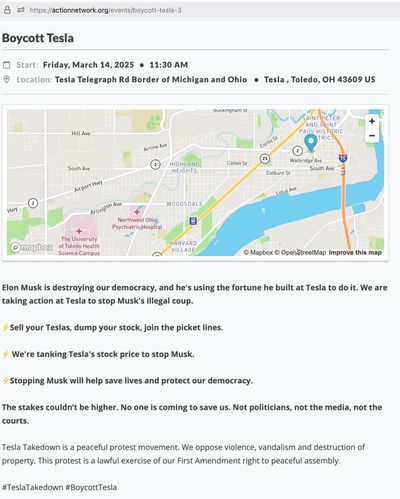 https://actionnetwork.org/events/boycott-tesla-3
Boycott Tesla
Start: Friday, March 14, 2025 ● 11:30 AM
Location: Tesla Telegraph Rd Border of Michigan and Ohio ● Tesla , Toledo, OH 43609 US
Buckingham St
SAINT PETER
AND SAINT
PAUL HISTORIC
DISTRICT
+
−
Hill Ave
Airline Ave
Curtis St
2
2
Walbridge Ave
25
75
HIGHLAND
HEIGHTS
Colton St
South Ave
Colburn St
South St
Airport Hwy
Lotus Ave
2
Arlington Ave
WOODSDALE
Northwest Ohio
Psychiatric Hospital
The University
of Toledo Health
Science Campus
HARVARD
VILLAGE
mapbox
© Mapbox © OpenStreetMap Improve this map
Elon Musk is destroying our democracy, and he's using the fortune he built at Tesla to do it. We are
taking action at Tesla to stop Musk's illegal coup.
⚡Sell your Teslas, dump your stock, join the picket lines.
⚡ We're tanking Tesla's stock price to stop Musk.
⚡Stopping Musk will help save lives and protect our democracy.
The stakes couldn't be higher. No one is coming to save us. Not politicians, not the media, not the
courts.
Tesla Takedown is a peaceful protest movement. We oppose violence, vandalism and destruction of
property. This protest is a lawful exercise of our First Amendment right to peaceful assembly.
#TeslaTakedown #BoycottTesla